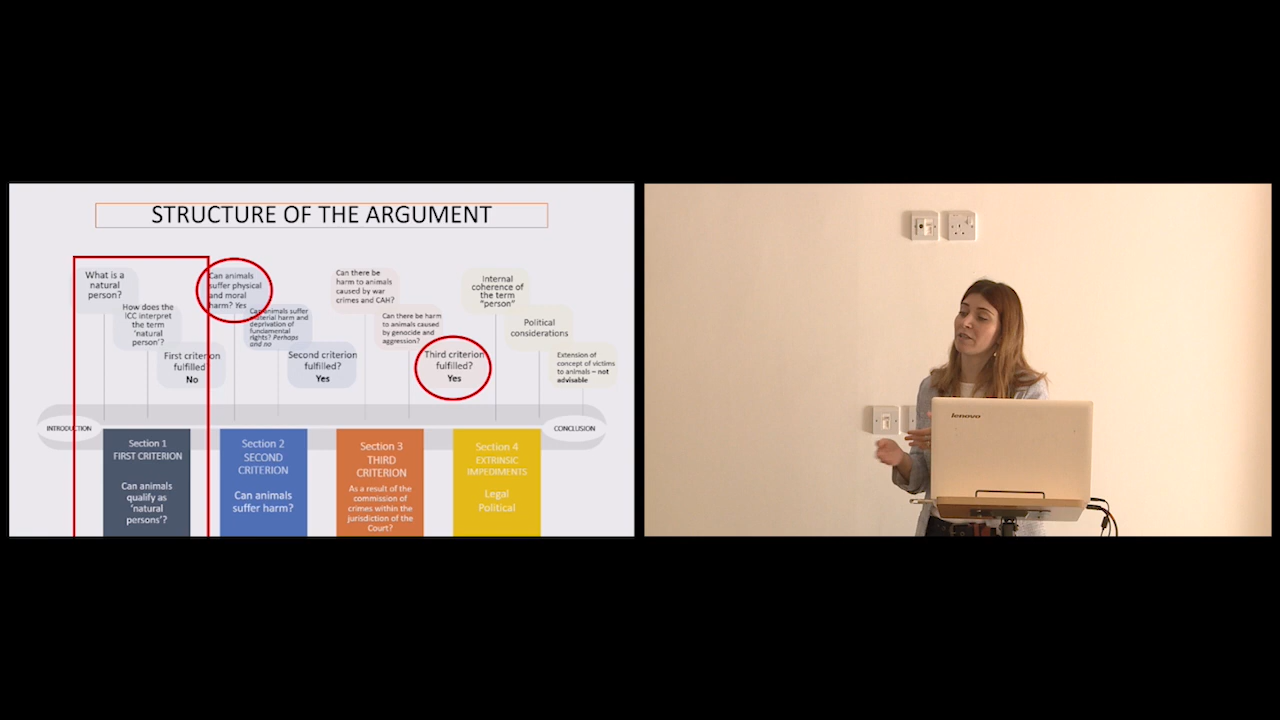 STRUCTURE OF THE ARGUMENT
What is a
natural
person?
How does the
ICC interpret
the term
'natural
person'?
First criterion
fulfilled?
No
Can animals
suffer physical
and moral
harm? Yes
Can animals suffer
material harm and
deprivation of
fundamental
rights? Perhaps
and no
Second criterion
fulfilled?
Yes
Can there be
harm to animals
caused by war
crimes and CAH?
Can there be harm
to animals caused
by genocide and
aggression?
Third criterion
fulfilled?
Yes
Internal
coherence of
the term
"person"
Political
considerations
Extension of
concept of victims
to animals – not
advisable
INTRODUCTION
CONCLUSION
Section 1
FIRST CRITERION
Can animals
qualify as
'natural
persons'?
Section 2
SECOND
CRITERION
Can animals
suffer harm?
Section 3
THIRD
CRITERION
As a result of the
commission of
crimes within the
jurisdiction of the
Court?
Section 4
EXTRINSIC
IMPEDIMENTS
Legal
Political
lenovo